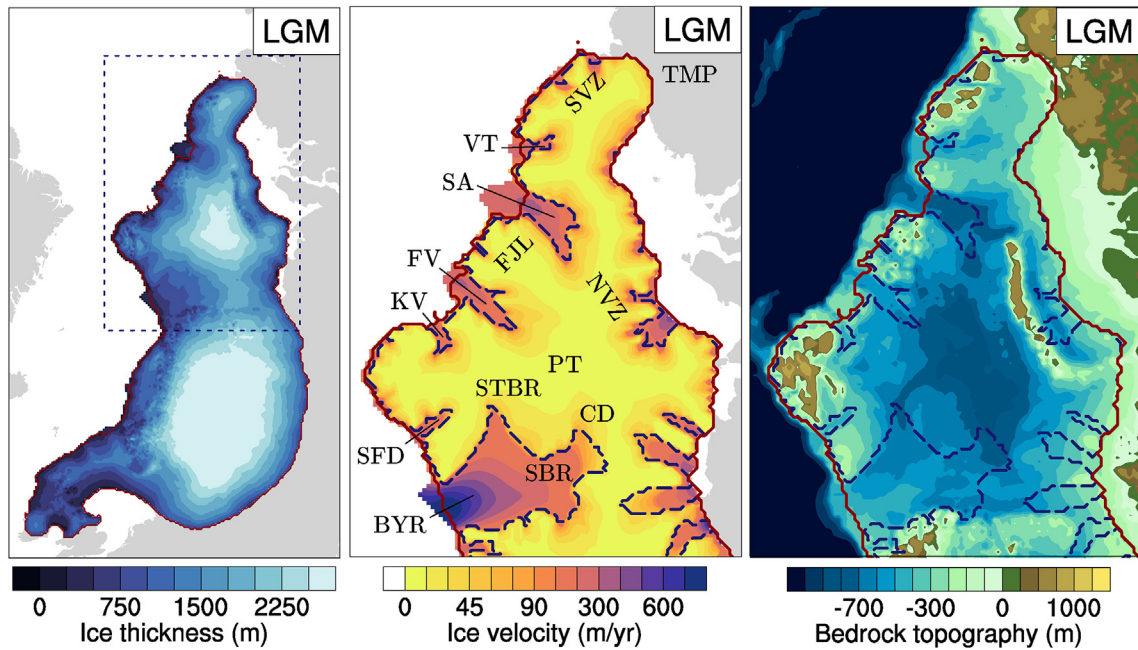 LGM
0 750 1500 2250
Ice thickness (m)
LGM
TMP
SVZ
VT
SA
FJL
FV
NVZ
KV
PT
STBR
CD
SFD
SBR
BYR
0 45 90 300 600
Ice velocity (m/yr)
LGM
-700 -300 0 1000
Bedrock topography (m)